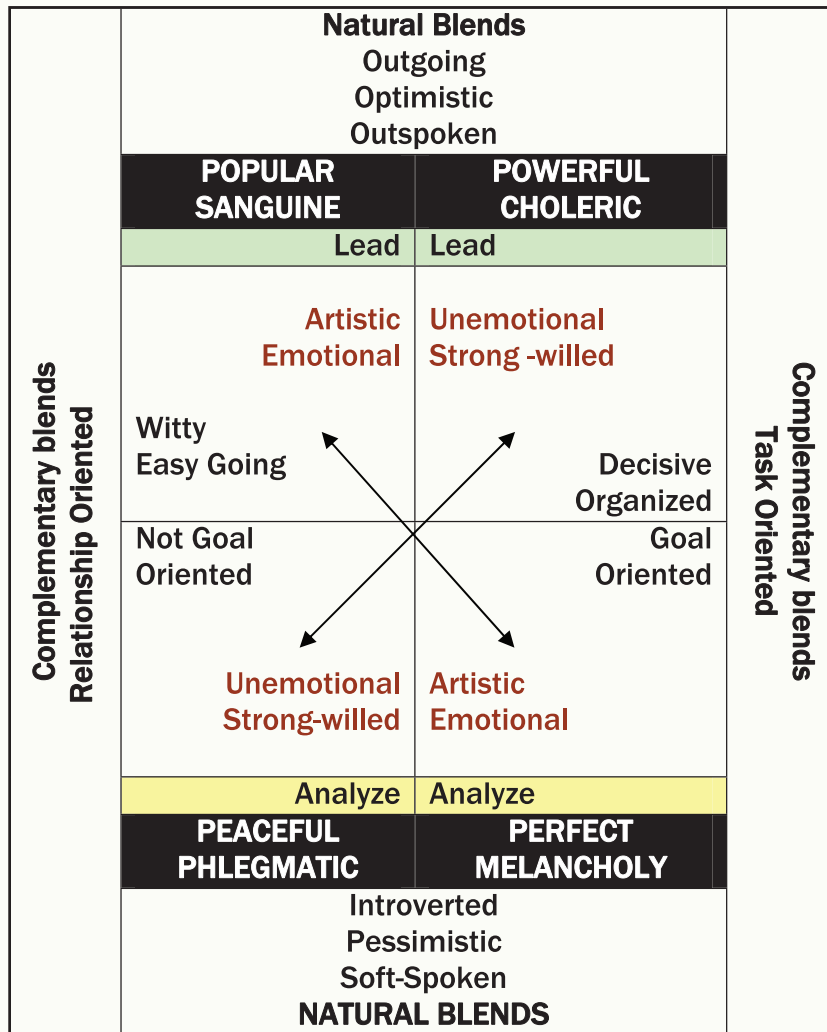 Natural Blends
Outgoing
Optimistic
Outspoken
POPULAR
SANGUINE
POWERFUL
CHOLERIC
Lead
Lead
Artistic
Emotional
Unemotional
Strong -willed
Witty
Easy Going
Decisive
Organized
Not Goal
Oriented
Goal
Oriented
Unemotional
Strong-willed
Artistic
Emotional
Analyze
Analyze
PEACEFUL
PHLEGMATIC
PERFECT
MELANCHOLY
Introverted
Pessimistic
Soft-Spoken
NATURAL BLENDS
Complementary blends
Relationship Oriented
Complementary blends
Task Oriented